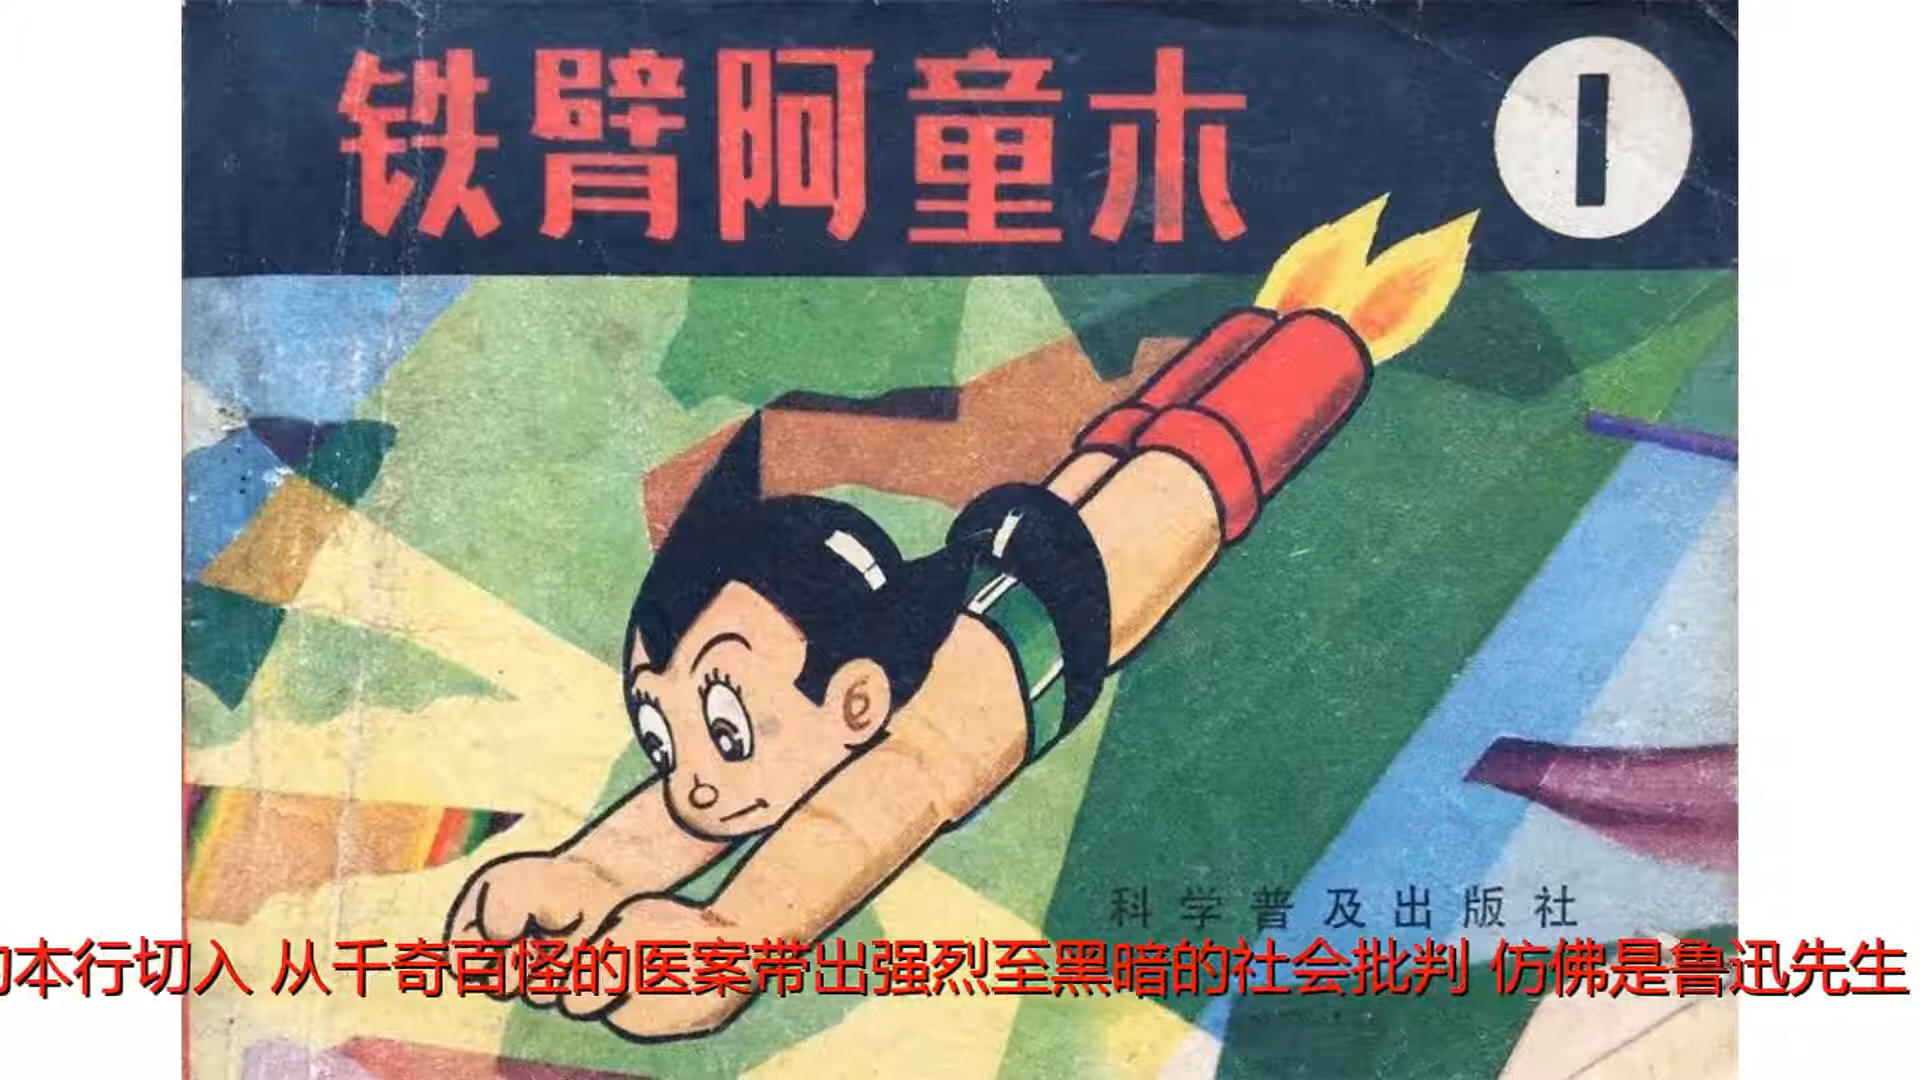 铁臂阿童木
1
科学普及出版社
的本行切入 从千奇百怪的医案带出强烈至黑暗的社会批判 仿佛是鲁迅先生